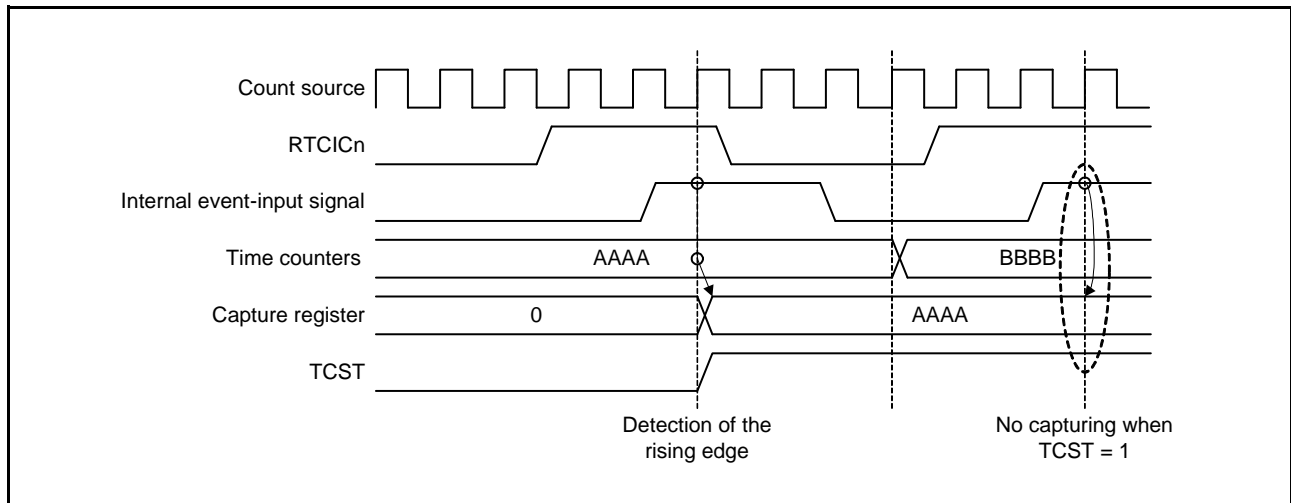 Count source
RTCICn
Internal event-input signal
Time counters
AAAA
BBBB
Capture register
0
AAAA
TCST
Detection of the
rising edge
No capturing when
TCST = 1